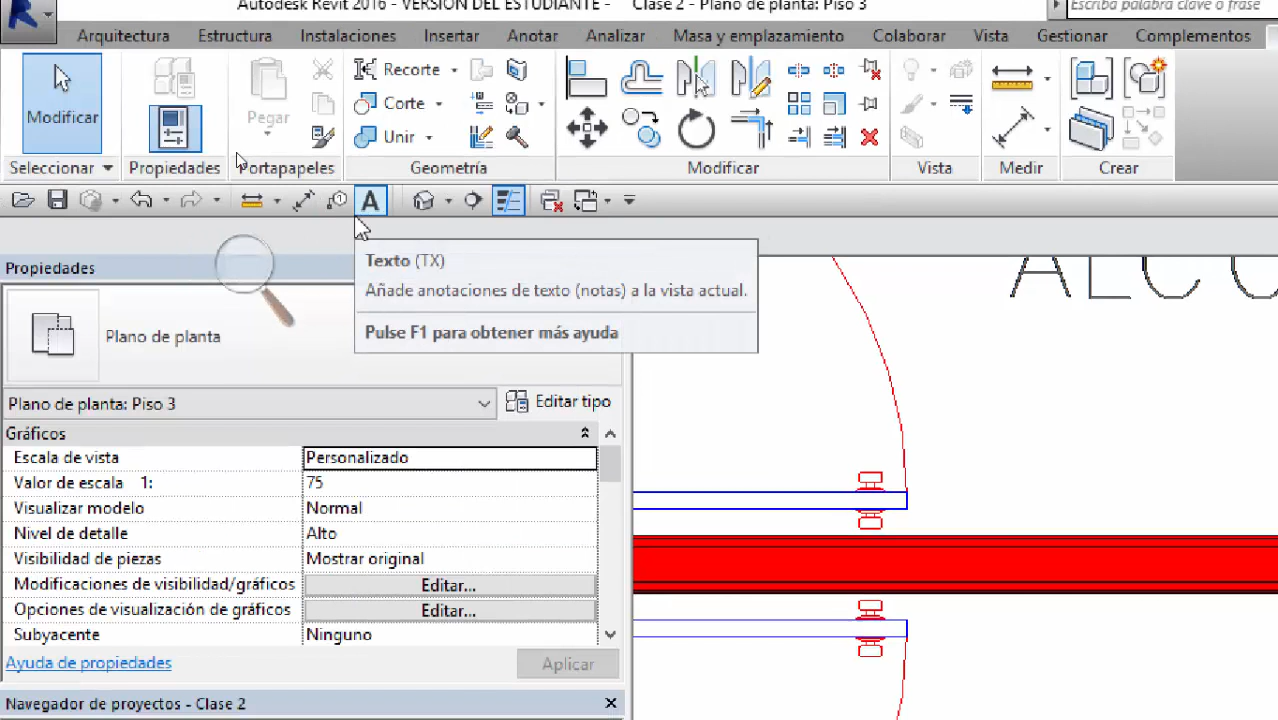 Autodesk Revit 2016 - VERSIÓN DEL ESTUDIANTE - Clase 2 - Plano de planta: Piso 3
Escriba palabra clave o frase
Arquitectura Estructura Instalaciones Insertar Anotar Analizar Masa y emplazamiento Colaborar Vista Gestionar Complementos
Modificar
Pegar
Recorte
Corte
Unir
Seleccionar Propiedades Portapapeles Geometría Modificar Vista Medir Crear
A
Texto (TX)
Añade anotaciones de texto (notas) a la vista actual.
Pulse F1 para obtener más ayuda
Propiedades
Plano de planta
Plano de planta: Piso 3 Editar tipo
Gráficos
Escala de vista Personalizado
Valor de escala 1: 75
Visualizar modelo Normal
Nivel de detalle Alto
Visibilidad de piezas Mostrar original
Modificaciones de visibilidad/gráficos Editar...
Opciones de visualización de gráficos Editar...
Subyacente Ninguno
Ayuda de propiedades Aplicar
Navegador de proyectos - Clase 2